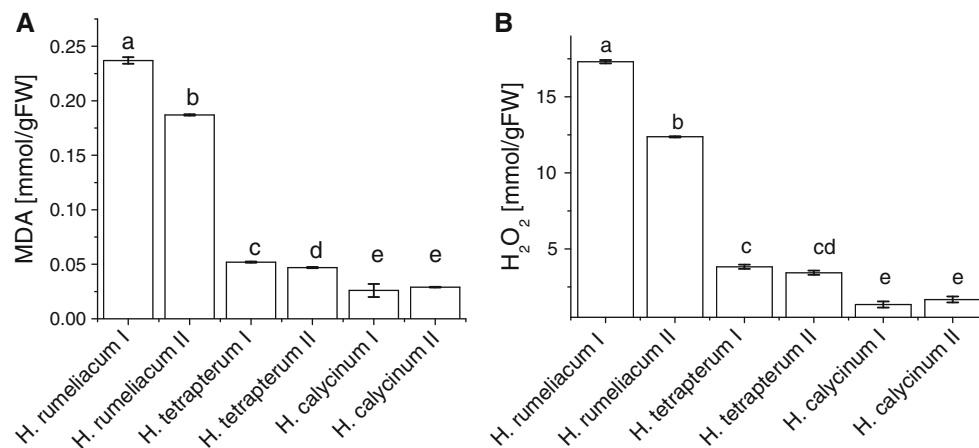 A
MDA [mmol/gFW]
0.25
0.20
0.15
0.10
0.05
0.00
a
b
c
d
e
e
H. rumeliacum I
H. rumeliacum II
H. tetrapterum I
H. tetrapterum II
H. calycinum I
H. calycinum II
B
H₂O₂ [mmol/gFW]
15
10
5
a
b
c
cd
e
e
H. rumeliacum I
H. rumeliacum II
H. tetrapterum I
H. tetrapterum II
H. calycinum I
H. calycinum II